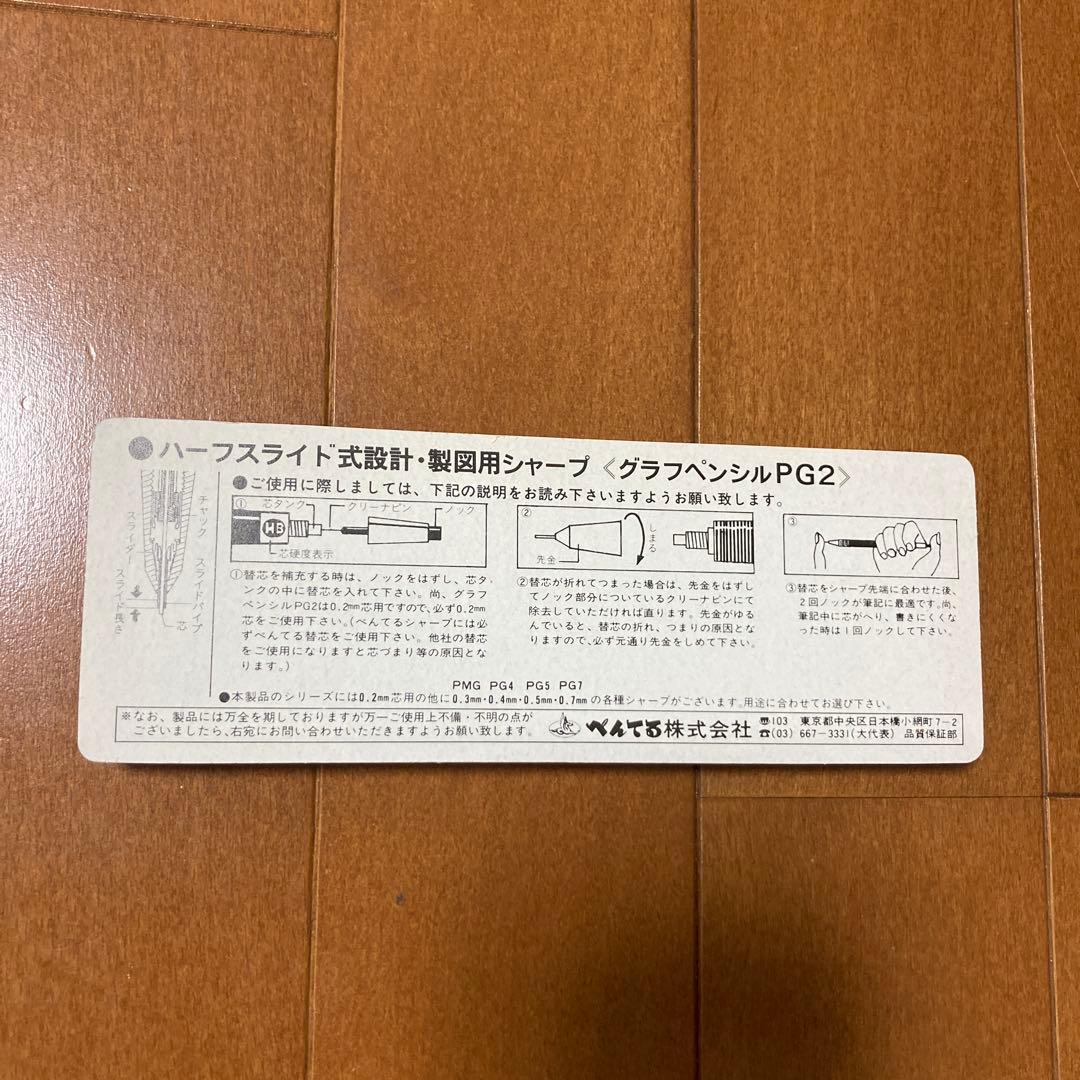 ●ハーフスライド式設計・製図用シャープ〈グラフペンシルPG2〉
●ご使用に際しましては、下記の説明をお読み下さいますようお願い致します。
チャック
スライダー
スライドパイプ
スライド長さ
芯
①
芯タンク
クリーナピン
ノック
HB
芯硬度表示
①替芯を補充する時は、ノックをはずし、芯タ
ンクの中に替芯を入れて下さい。尚、グラフ
ペンシルPG2は0.2mm芯用ですので、必ず0.2mm
芯をご使用下さい。(ぺんてるシャープには必
ずぺんてる替芯をご使用下さい。他社の替芯
をご使用になりますと芯づまり等の原因とな
ります。)
②
しまる
先金
②替芯が折れてつまった場合は、先金をはずし
てノック部分についているクリーナピンにて
除去していただければ直ります。先金がゆる
んでいると、替芯の折れ、つまりの原因とな
りますので、必ず元通り先金をしめて下さい。
③
③替芯をシャープ先端に合わせた後、
2回ノックが筆記に最適です。尚、
筆記中に芯がへり、書きにくくな
った時は1回ノックして下さい。
PMG PG4 PG5 PG7
●本製品のシリーズには0.2mm芯用の他に0.3mm・0.4mm・0.5mm・0.7mmの各種シャープがございます。用途に合わせてお選び下さい。
※なお、製品には万全を期しておりますが万一ご使用上不備・不明の点が
ございましたら、右宛にお問い合わせいただきますようお願い致します。
ぺんてる株式会社
〠103 東京都中央区日本橋小網町7-2
☎(03) 667-3331(大代表) 品質保証部